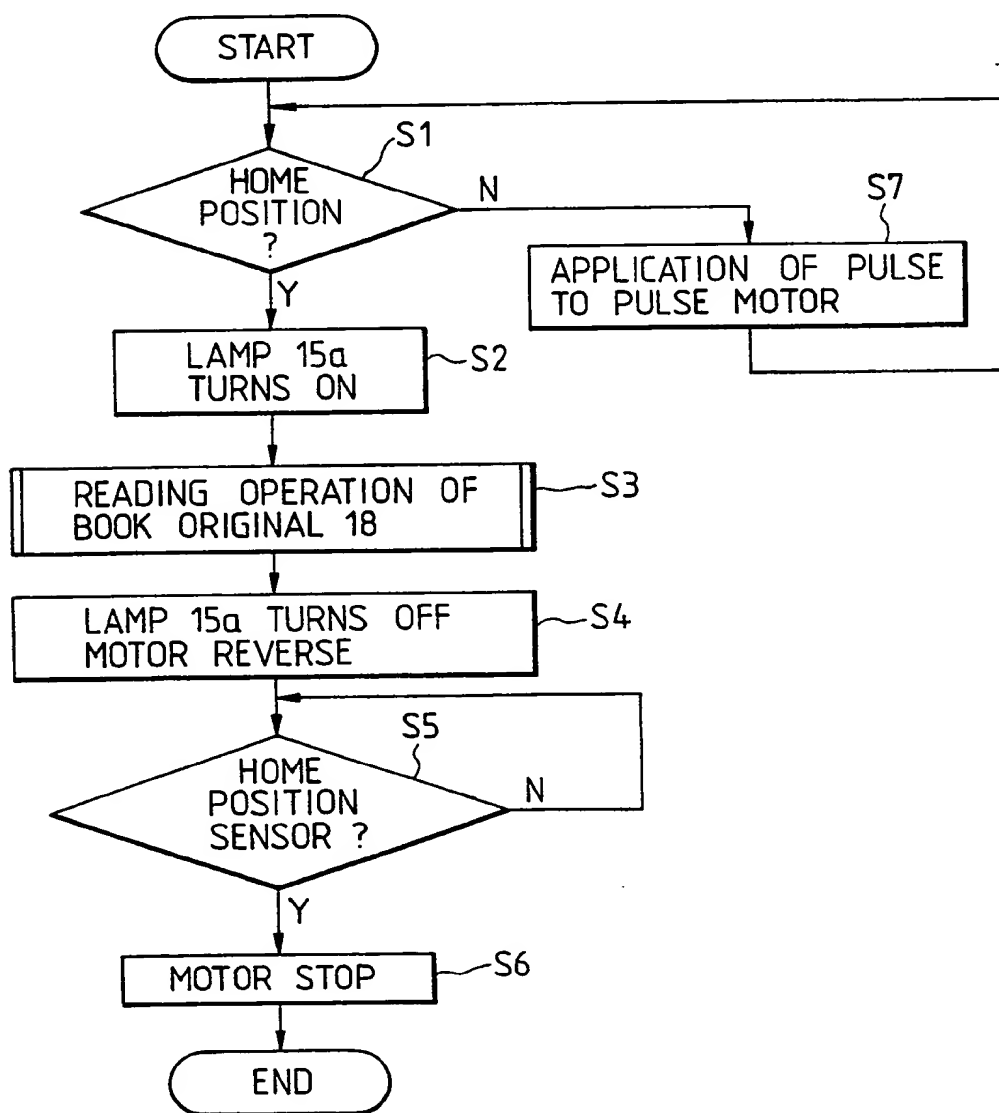 START
S1
HOME
POSITION
?
N
Y
S7
APPLICATION OF PULSE
TO PULSE MOTOR
LAMP 15a
TURNS ON
S2
READING OPERATION OF
BOOK ORIGINAL 18
S3
LAMP 15a TURNS OFF
MOTOR REVERSE
S4
S5
HOME
POSITION
SENSOR ?
N
Y
MOTOR STOP
S6
END